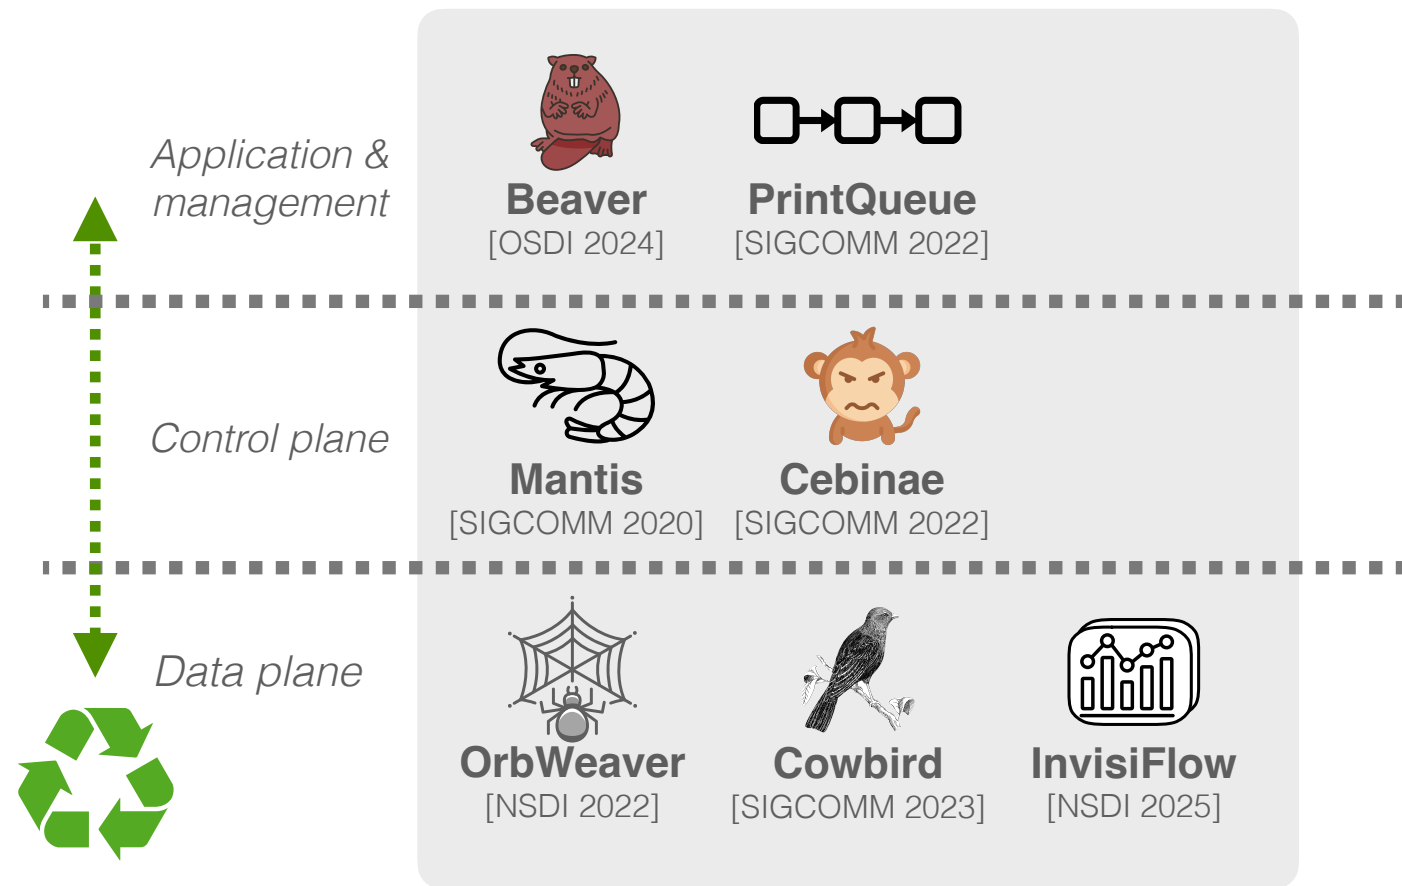 Application &
management
Beaver
[OSDI 2024]
PrintQueue
[SIGCOMM 2022]
Control plane
Mantis
[SIGCOMM 2020]
Cebinae
[SIGCOMM 2022]
Data plane
OrbWeaver
[NSDI 2022]
Cowbird
[SIGCOMM 2023]
InvisiFlow
[NSDI 2025]